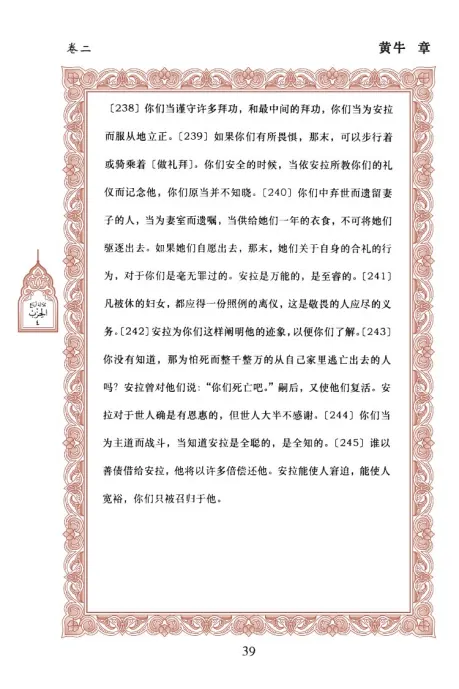 卷二
黄牛 章
[238] 你们当谨守许多拜功，和最中间的拜功，你们当为安拉
而服从地立正。[239] 如果你们有所畏惧，那末，可以步行着
或骑乘着 [做礼拜]。你们安全的时候，当依安拉所教你们的礼
仪而记念他，你们原当并不知晓。[240] 你们中弃世而遗留妻
子的人，当为妻室而遗嘱，当供给她们一年的衣食，不可将她们
驱逐出去。如果她们自愿出去，那末，她们关于自身的合礼的行
为，对于你们是毫无罪过的。安拉是万能的，是至睿的。[241]
凡被休的妇女，都应得一份照例的离仪，这是敬畏的人应尽的义
务。[242] 安拉为你们这样阐明他的迹象，以便你们了解。[243]
你没有知道，那为怕死而整千整万的从自己家里逃亡出去的人
吗？安拉曾对他们说：“你们死亡吧。”嗣后，又使他们复活。安
拉对于世人确是有恩惠的，但世人大半不感谢。[244] 你们当
为主道而战斗，当知道安拉是全聪的，是全知的。[245] 谁以
善债借给安拉，他将以许多倍偿还他。安拉能使人窘迫，能使人
宽裕，你们只被召归于他。
الحزب
٤
39